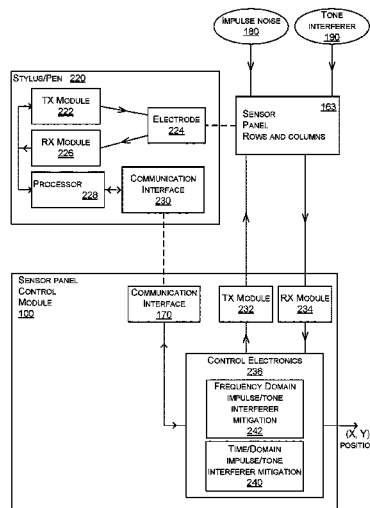 IMPULSE NOISE
180
TONE
INTERFERER
190
STYLUS/PEN 220
TX MODULE
222
ELECTRODE
224
RX MODULE
226
PROCESSOR
228
COMMUNICATION
INTERFACE
230
163
SENSOR
PANEL
ROWS AND COLUMNS
SENSOR PANEL
CONTROL
MODULE
100
COMMUNICATION
INTERFACE
170
TX MODULE
232
RX MODULE
234
CONTROL ELECTRONICS
236
FREQUENCY DOMAIN
IMPULSE/TONE
INTERFERER
MITIGATION
242
TIME/DOMAIN
IMPULSE/TONE
INTERFERER MITIGATION
240
(X, Y)
POSITIO